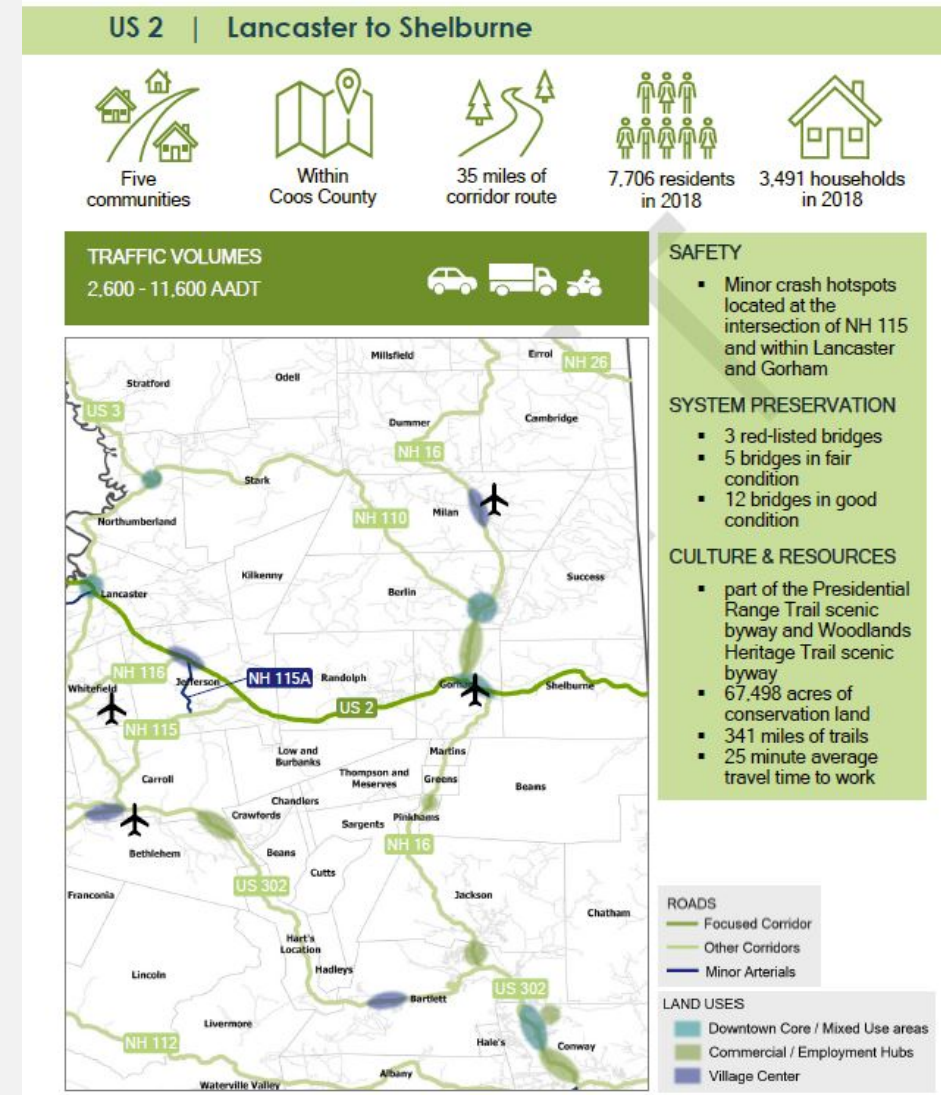 US 2 | Lancaster to Shelburne
Five
communities
Within
Coos County
35 miles of
corridor route
7,706 residents
in 2018
3,491 households
in 2018
TRAFFIC VOLUMES
2,600 - 11,600 AADT
SAFETY
▪ Minor crash hotspots
located at the
intersection of NH 115
and within Lancaster
and Gorham
SYSTEM PRESERVATION
▪ 3 red-listed bridges
▪ 5 bridges in fair
condition
▪ 12 bridges in good
condition
CULTURE & RESOURCES
▪ part of the Presidential
Range Trail scenic
byway and Woodlands
Heritage Trail scenic
byway
▪ 67,498 acres of
conservation land
▪ 341 miles of trails
▪ 25 minute average
travel time to work
Millsfield
Errol
NH 26
Stratford
Odell
US 3
Dummer
Cambridge
NH 16
Stark
Northumberland
NH 110
Milan
Kilkenny
Success
Lancaster
Berlin
NH 116
Jefferson
NH 115A
Randolph
Whitefield
Shelburne
US 2
NH 115
Low and
Burbanks
Martins
Carroll
Thompson and
Meserves
Greens
Beans
Chandlers
Crawfords
Sargents
Pinkhams
NH 16
Bethlehem
Beans
Cutts
US 302
Franconia
Jackson
Chatham
Hart's
Location
Lincoln
Hadleys
US 302
Bartlett
Livermore
NH 112
Hale's
Conway
Albany
Waterville Valley
ROADS
Focused Corridor
Other Corridors
Minor Arterials
LAND USES
Downtown Core / Mixed Use areas
Commercial / Employment Hubs
Village Center